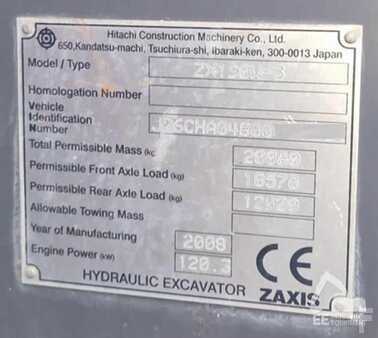 Hitachi Construction Machinery Co., Ltd.
650,Kandatsu-machi, Tsuchiura-shi, ibaraki-ken, 300-0013 Japan
Model / Type
Homologation Number
Vehicle
Identification
Number
Total Permissible Mass (kg
Permissible Front Axle Load (kg)
Permissible Rear Axle Load (kg)
Allowable Towing Mass
Year of Manufacturing 2008
Engine Power (kw) 120.3
CE
HYDRAULIC EXCAVATOR ZAXIS